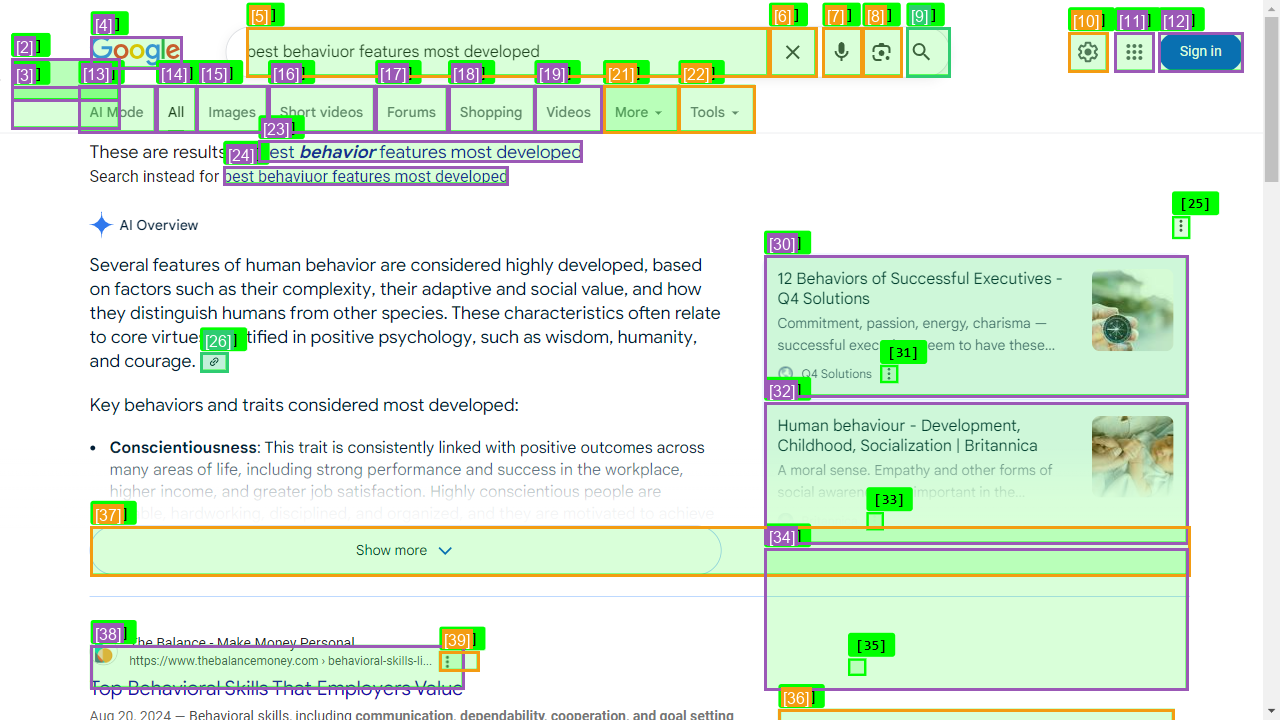 [2]
[3]
[4]
Google
[5]
best behaviuor features most developed
[6]
[7]
[8]
[9]
[10]
[11]
[12]
Sign in
[13]
AI Mode
[14]
All
[15]
Images
[16]
Short videos
[17]
Forums
[18]
Shopping
[19]
Videos
[21]
More
[22]
Tools
[23]
These are results
est behavior features most developed
[24]
Search instead for best behaviuor features most developed
[25]
AI Overview
Several features of human behavior are considered highly developed, based
on factors such as their complexity, their adaptive and social value, and how
they distinguish humans from other species. These characteristics often relate
to core virtue
[26]
tified in positive psychology, such as wisdom, humanity,
and courage.
Key behaviors and traits considered most developed:
• Conscientiousness: This trait is consistently linked with positive outcomes across
many areas of life, including strong performance and success in the workplace,
higher income, and greater job satisfaction. Highly conscientious people are
hardworking, disciplined, and organized, and they are motivated to achieve
[37]
Show more
[30]
12 Behaviors of Successful Executives -
Q4 Solutions
Commitment, passion, energy, charisma —
successful exec
[31]
eem to have these...
Q4 Solutions
[32]
Human behaviour - Development,
Childhood, Socialization | Britannica
A moral sense. Empathy and other forms of
social awaren
[33]
important in the...
[34]
[35]
[36]
[38]
The Balance - Make Money Personal
[39]
https://www.thebalancemoney.com › behavioral-skills-li...
Top Behavioral Skills That Employers Value
Aug 20, 2024 — Behavioral skills, including communication, dependability, cooperation, and goal setting